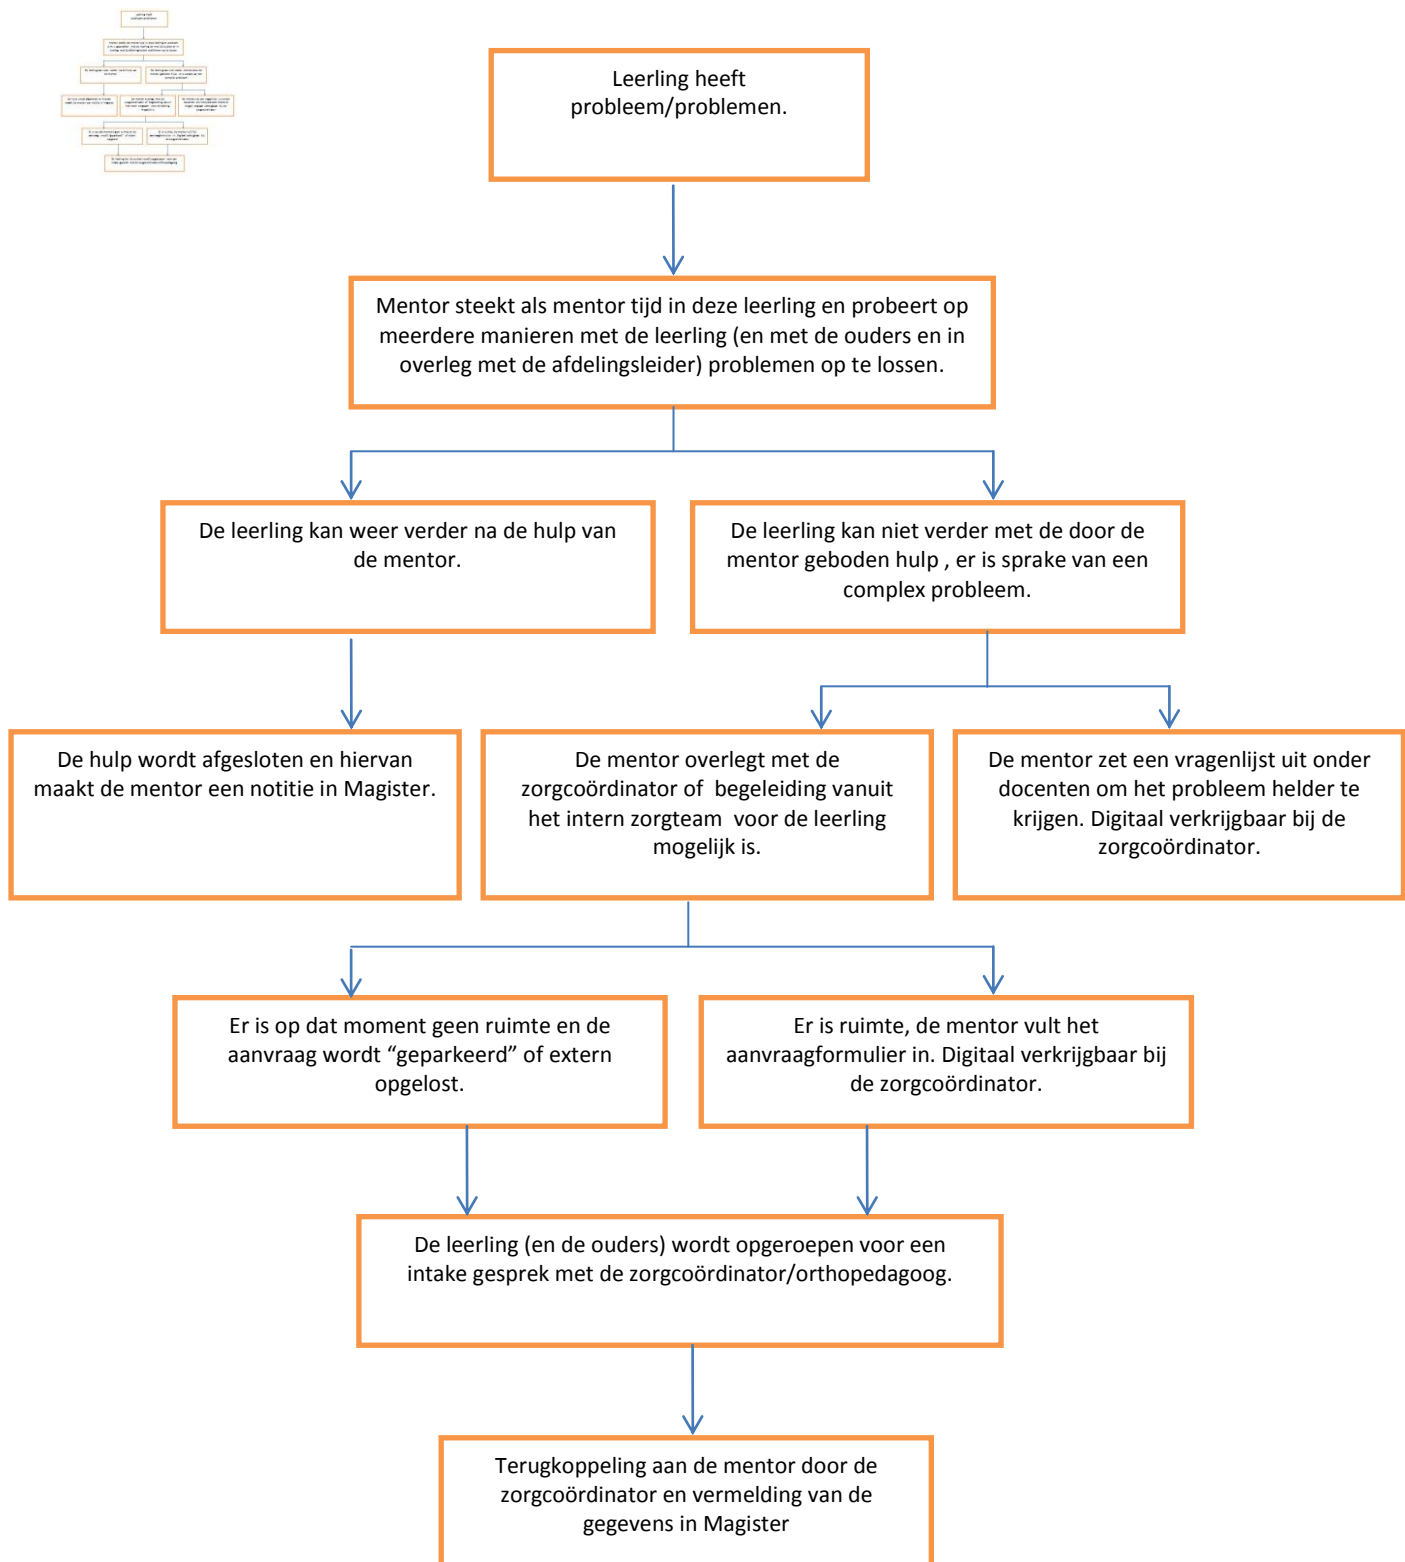 Leerling heeft
probleem/problemen.
Mentor steekt als mentor tijd in deze leerling en probeert op
meerdere manieren met de leerling (en met de ouders en in
overleg met de afdelingsleider) problemen op te lossen.
De leerling kan weer verder na de hulp van
de mentor.
De leerling kan niet verder met de door de
mentor geboden hulp , er is sprake van een
complex probleem.
De hulp wordt afgesloten en hiervan
maakt de mentor een notitie in Magister.
De mentor overlegt met de
zorgcoördinator of begeleiding vanuit
het intern zorgteam voor de leerling
mogelijk is.
De mentor zet een vragenlijst uit onder
docenten om het probleem helder te
krijgen. Digitaal verkrijgbaar bij de
zorgcoördinator.
Er is op dat moment geen ruimte en de
aanvraag wordt “geparkeerd” of extern
opgelost.
Er is ruimte, de mentor vult het
aanvraagformulier in. Digitaal verkrijgbaar bij
de zorgcoördinator.
De leerling (en de ouders) wordt opgeroepen voor een
intake gesprek met de zorgcoördinator/orthopedagoog.
Terugkoppeling aan de mentor door de
zorgcoördinator en vermelding van de
gegevens in Magister